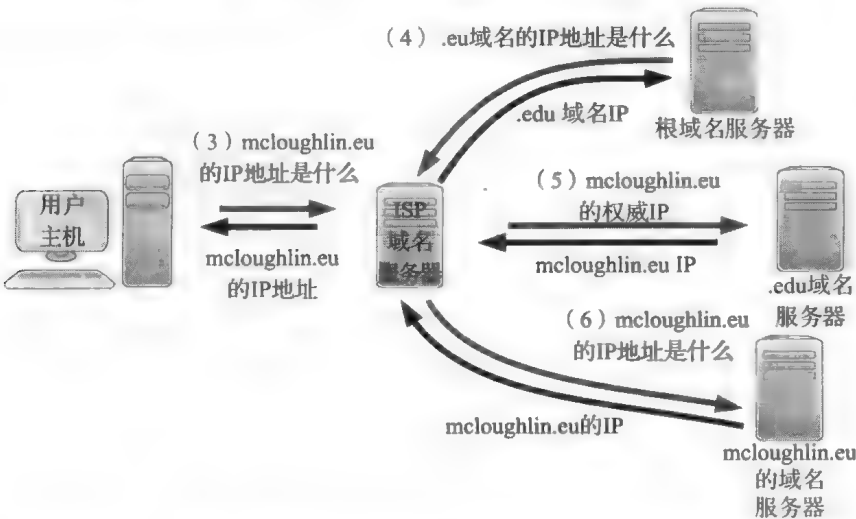 （4）.eu域名的IP地址是什么
.edu 域名IP
根域名服务器
（3）mcloughlin.eu
的IP地址是什么
用户
主机
mcloughlin.eu
的IP地址
ISP
域名
服务器
（5）mcloughlin.eu
的权威IP
mcloughlin.eu IP
.edu域名
服务器
（6）mcloughlin.eu
的IP地址是什么
mcloughlin.eu的IP
mcloughlin.eu
的域名
服务器